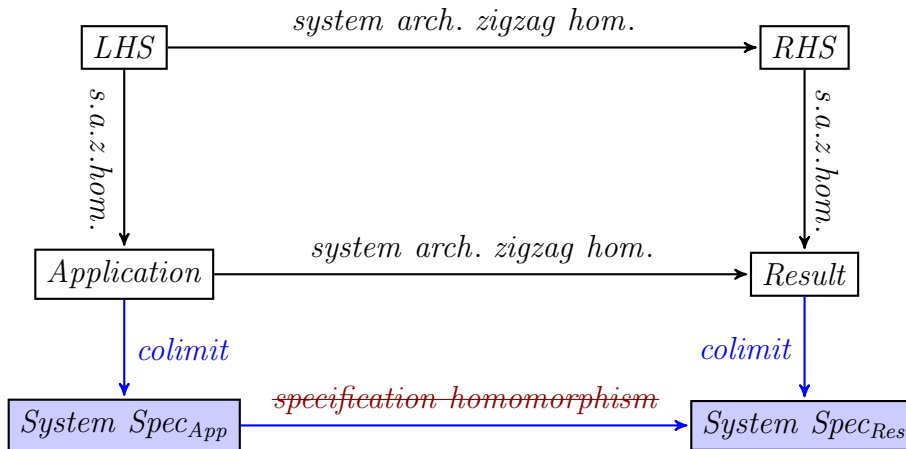 LHS
system arch. zigzag hom.
RHS
s.a.z.hom.
s.a.z.hom.
Application
system arch. zigzag hom.
Result
colimit
colimit
System Spec_App
specification homomorphism
System Spec_Res